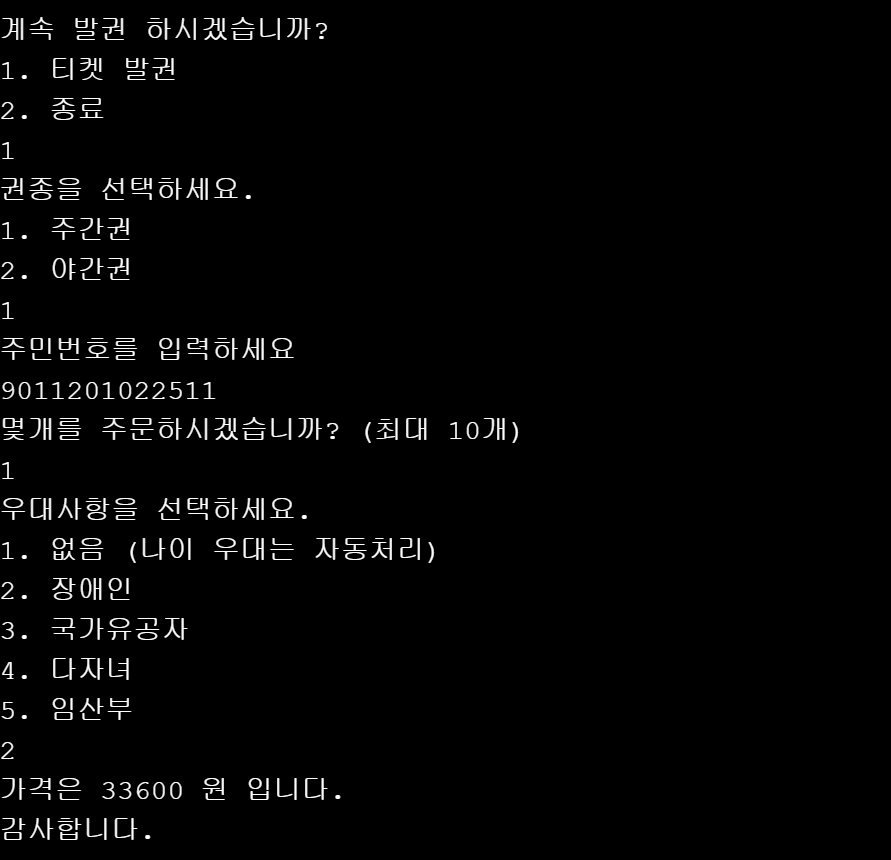 계속 발권 하시겠습니까?
1. 티켓 발권
2. 종료
1
권종을 선택하세요.
1. 주간권
2. 야간권
1
주민번호를 입력하세요
9011201022511
몇개를 주문하시겠습니까? (최대 10개)
1
우대사항을 선택하세요.
1. 없음 (나이 우대는 자동처리)
2. 장애인
3. 국가유공자
4. 다자녀
5. 임산부
2
가격은 33600 원 입니다.
감사합니다.